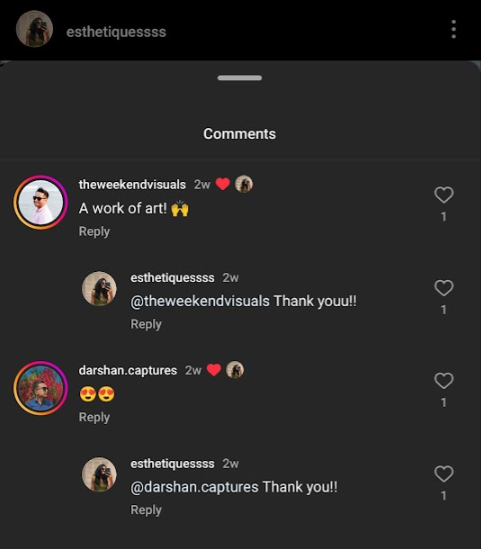 esthetiquessss
Comments
theweekendvisuals 2w
A work of art! 🙌
Reply
1
esthetiquessss 2w
@theweekendvisuals Thank youu!!
Reply
1
darshan.captures 2w
😍😍
Reply
1
esthetiquessss 2w
@darshan.captures Thank you!!
Reply
1